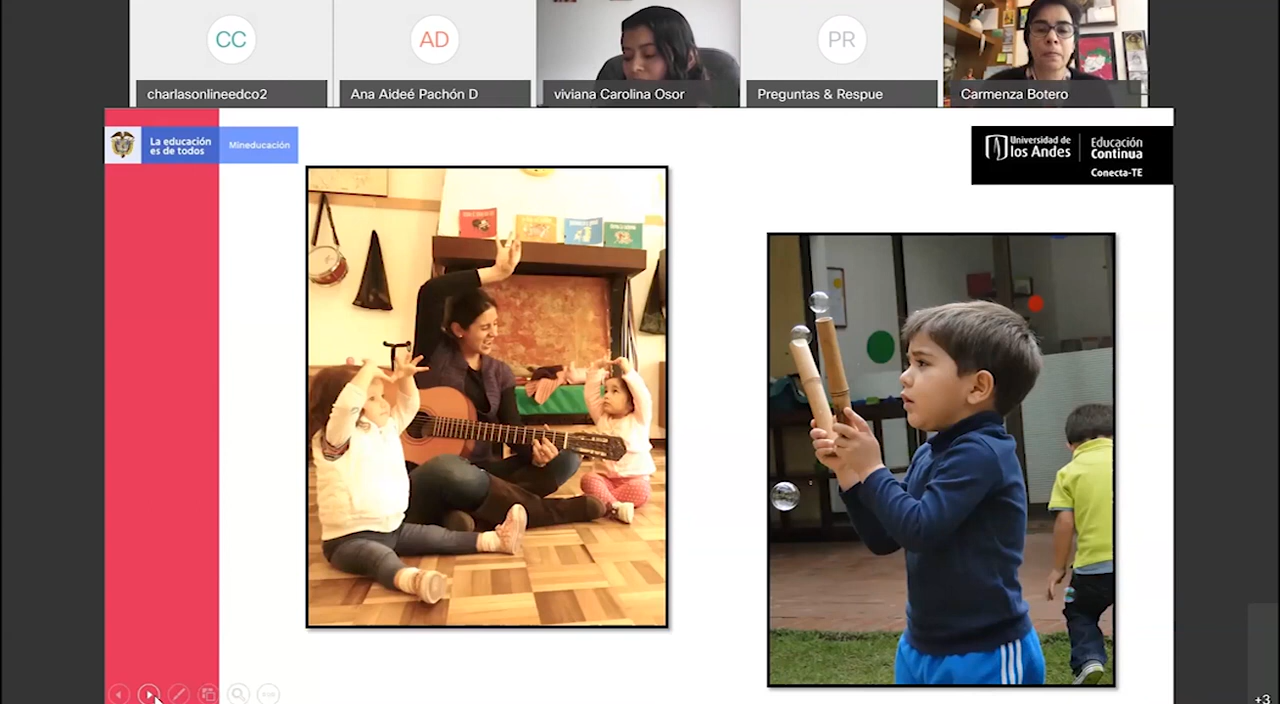 CC
AD
PR
charlasonlineedco2
Ana Aideé Pachón D
viviana Carolina Osor
Preguntas & Respue
Carmenza Botero
La educación
es de todos
Mineducación
Universidad de
los Andes
Educación
Continua
Conecta-TE
+3